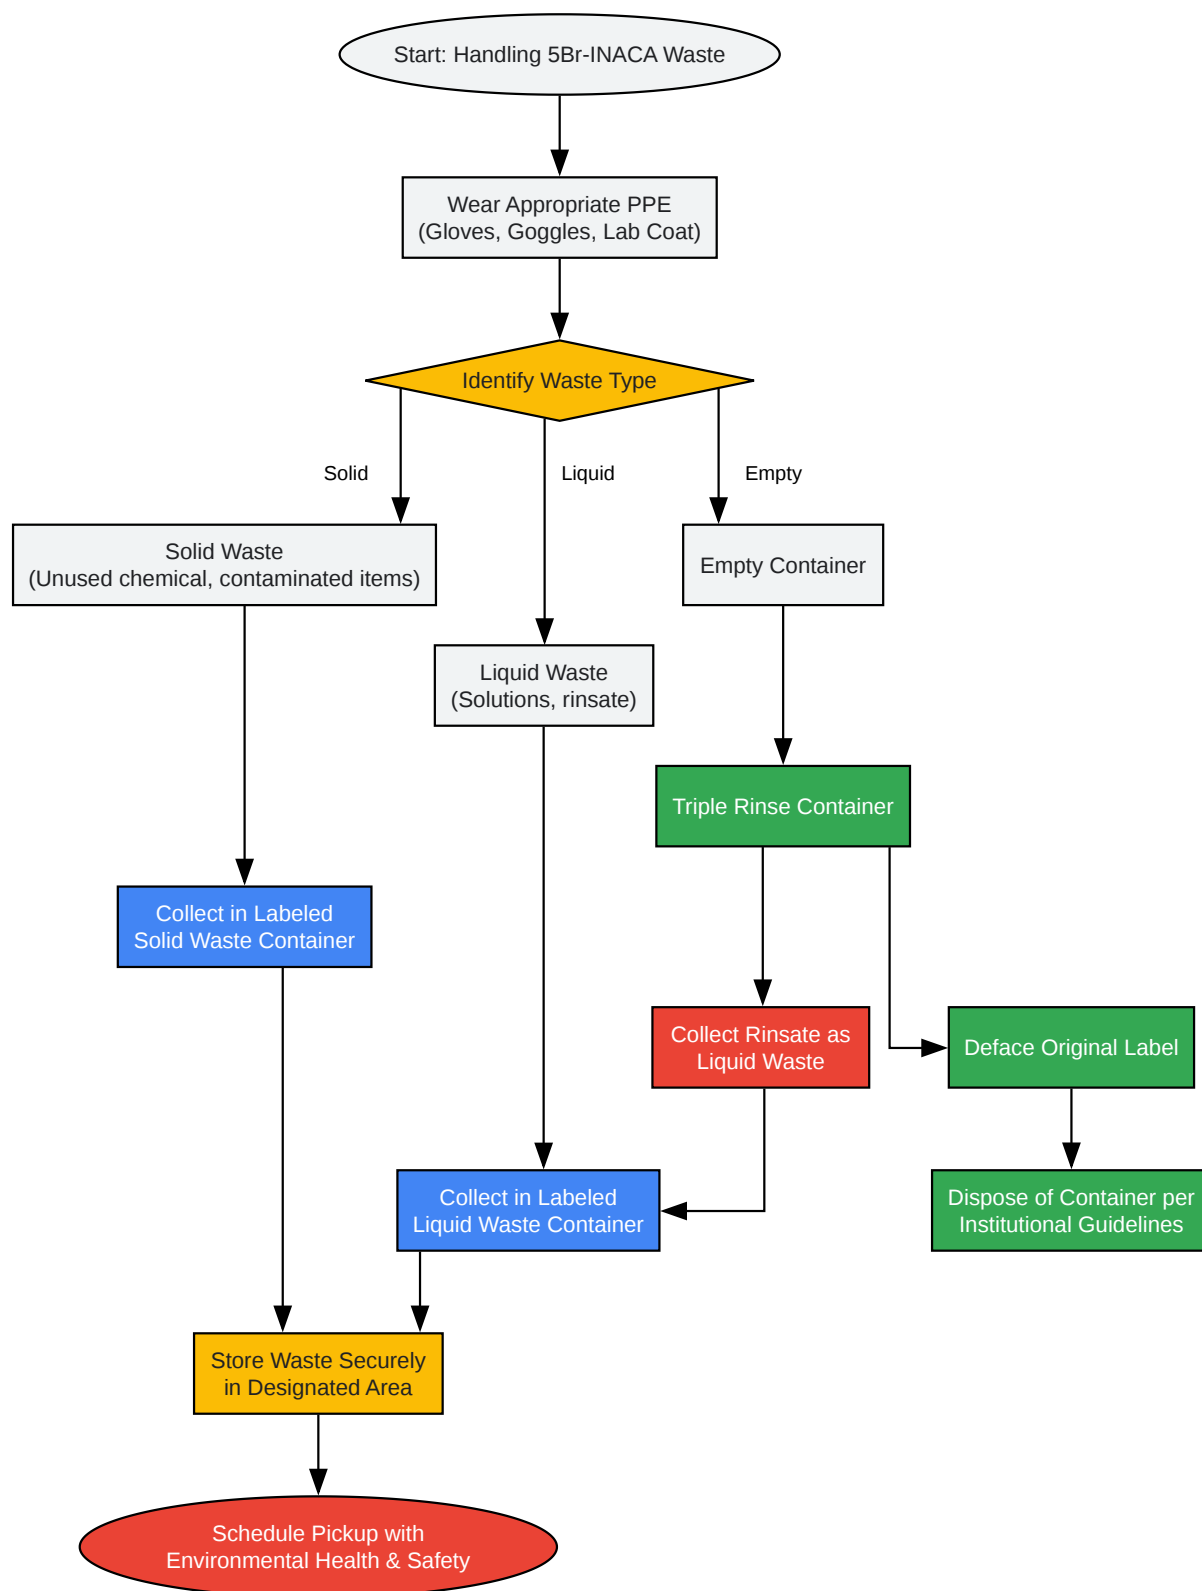 Start: Handling 5Br-INACA Waste
Wear Appropriate PPE
(Gloves, Goggles, Lab Coat)
Identify Waste Type
Solid
Liquid
Empty
Solid Waste
(Unused chemical, contaminated items)
Empty Container
Liquid Waste
(Solutions, rinsate)
Triple Rinse Container
Collect in Labeled
Solid Waste Container
Collect Rinsate as
Liquid Waste
Deface Original Label
Collect in Labeled
Liquid Waste Container
Dispose of Container per
Institutional Guidelines
Store Waste Securely
in Designated Area
Schedule Pickup with
Environmental Health & Safety